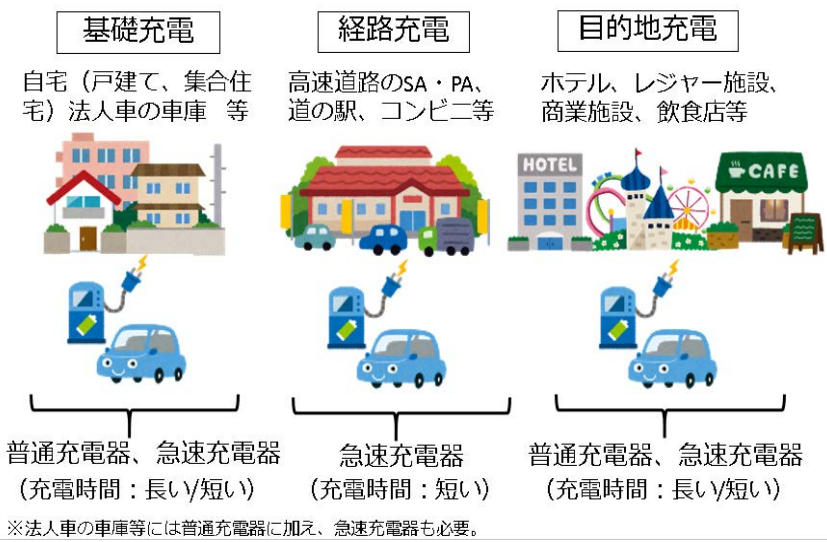 基礎充電
自宅（戸建て、集合住
宅）法人車の車庫　等
経路充電
高速道路のSA・PA、
道の駅、コンビニ等
目的地充電
ホテル、レジャー施設、
商業施設、飲食店等
HOTEL
CAFE
普通充電器、急速充電器
（充電時間：長い/短い）
急速充電器
（充電時間：短い）
普通充電器、急速充電器
（充電時間：長い/短い）
※法人車の車庫等には普通充電器に加え、急速充電器も必要。